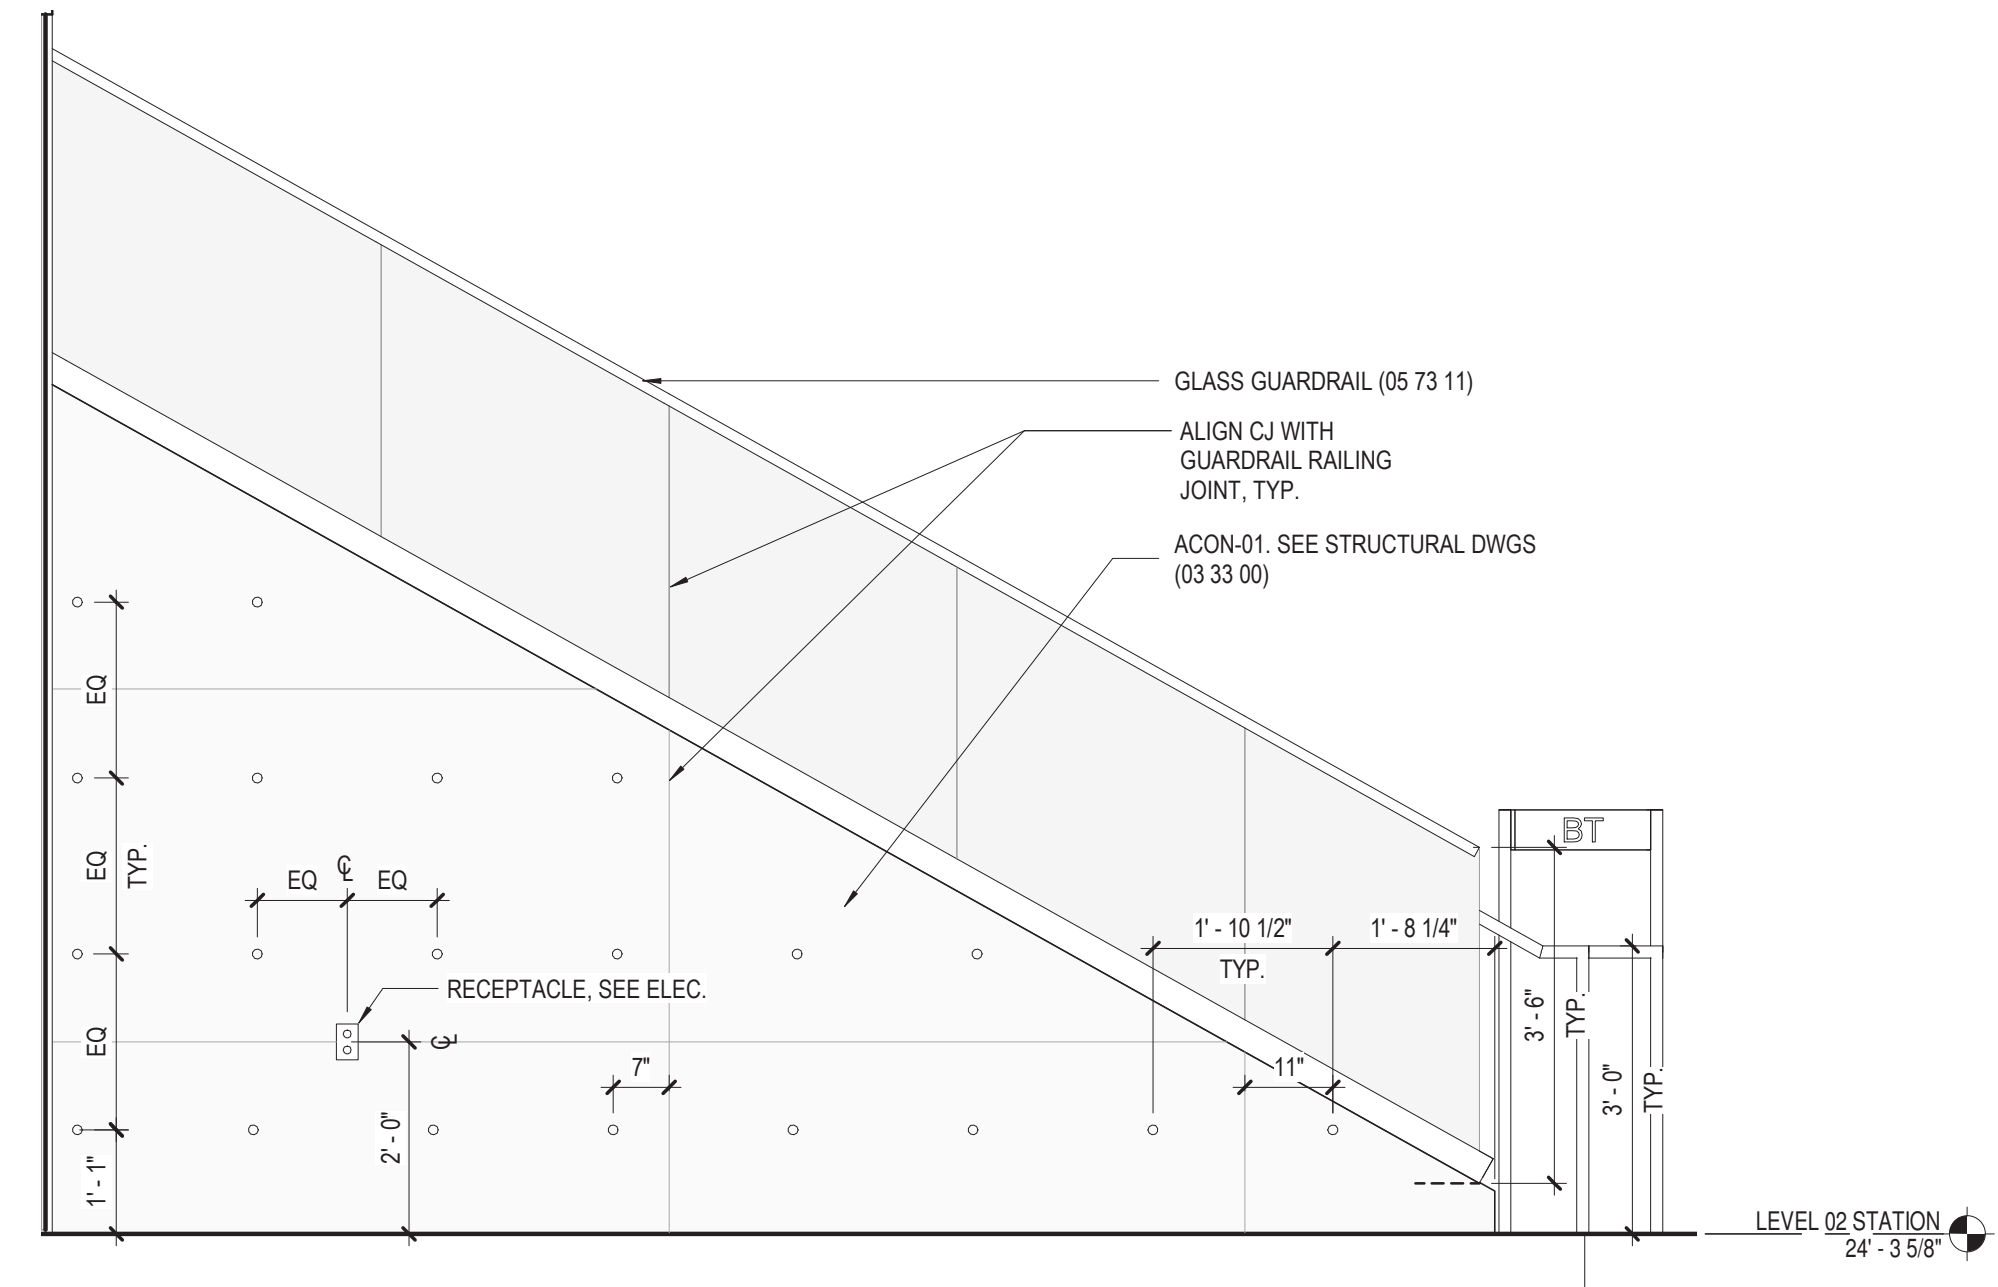 GLASS GUARDRAIL (05 73 11)
ALIGN CJ WITH
GUARDRAIL RAILING
JOINT, TYP.
ACON-01. SEE STRUCTURAL DWGS
(03 33 00)
EQ
EQ
TYP.
EQ
1' - 1"
EQ
℄
EQ
RECEPTACLE, SEE ELEC.
℄
2' - 0"
7"
1' - 10 1/2"
TYP.
1' - 8 1/4"
11"
BT
3' - 6"
TYP.
3' - 0"
TYP.
LEVEL 02 STATION
24' - 3 5/8"